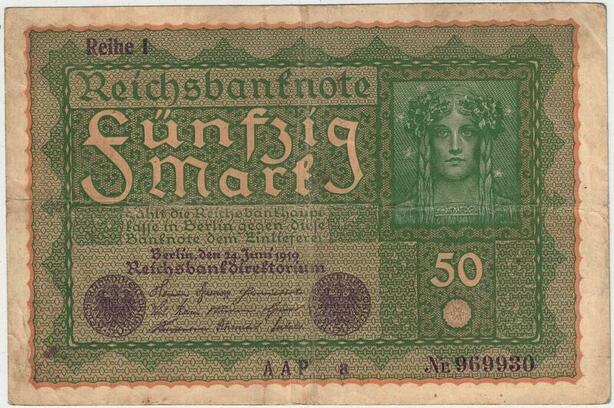 Reihe 1
Reichsbanknote
Fünfzig
Mark
Zahlt die Reichsbankhaupt
kasse in Berlin gegen diese
Banknote dem Einlieferer
Berlin, den 24. Juni 1919
Reichsbankdirektorium
50
AAP a
№ 969930